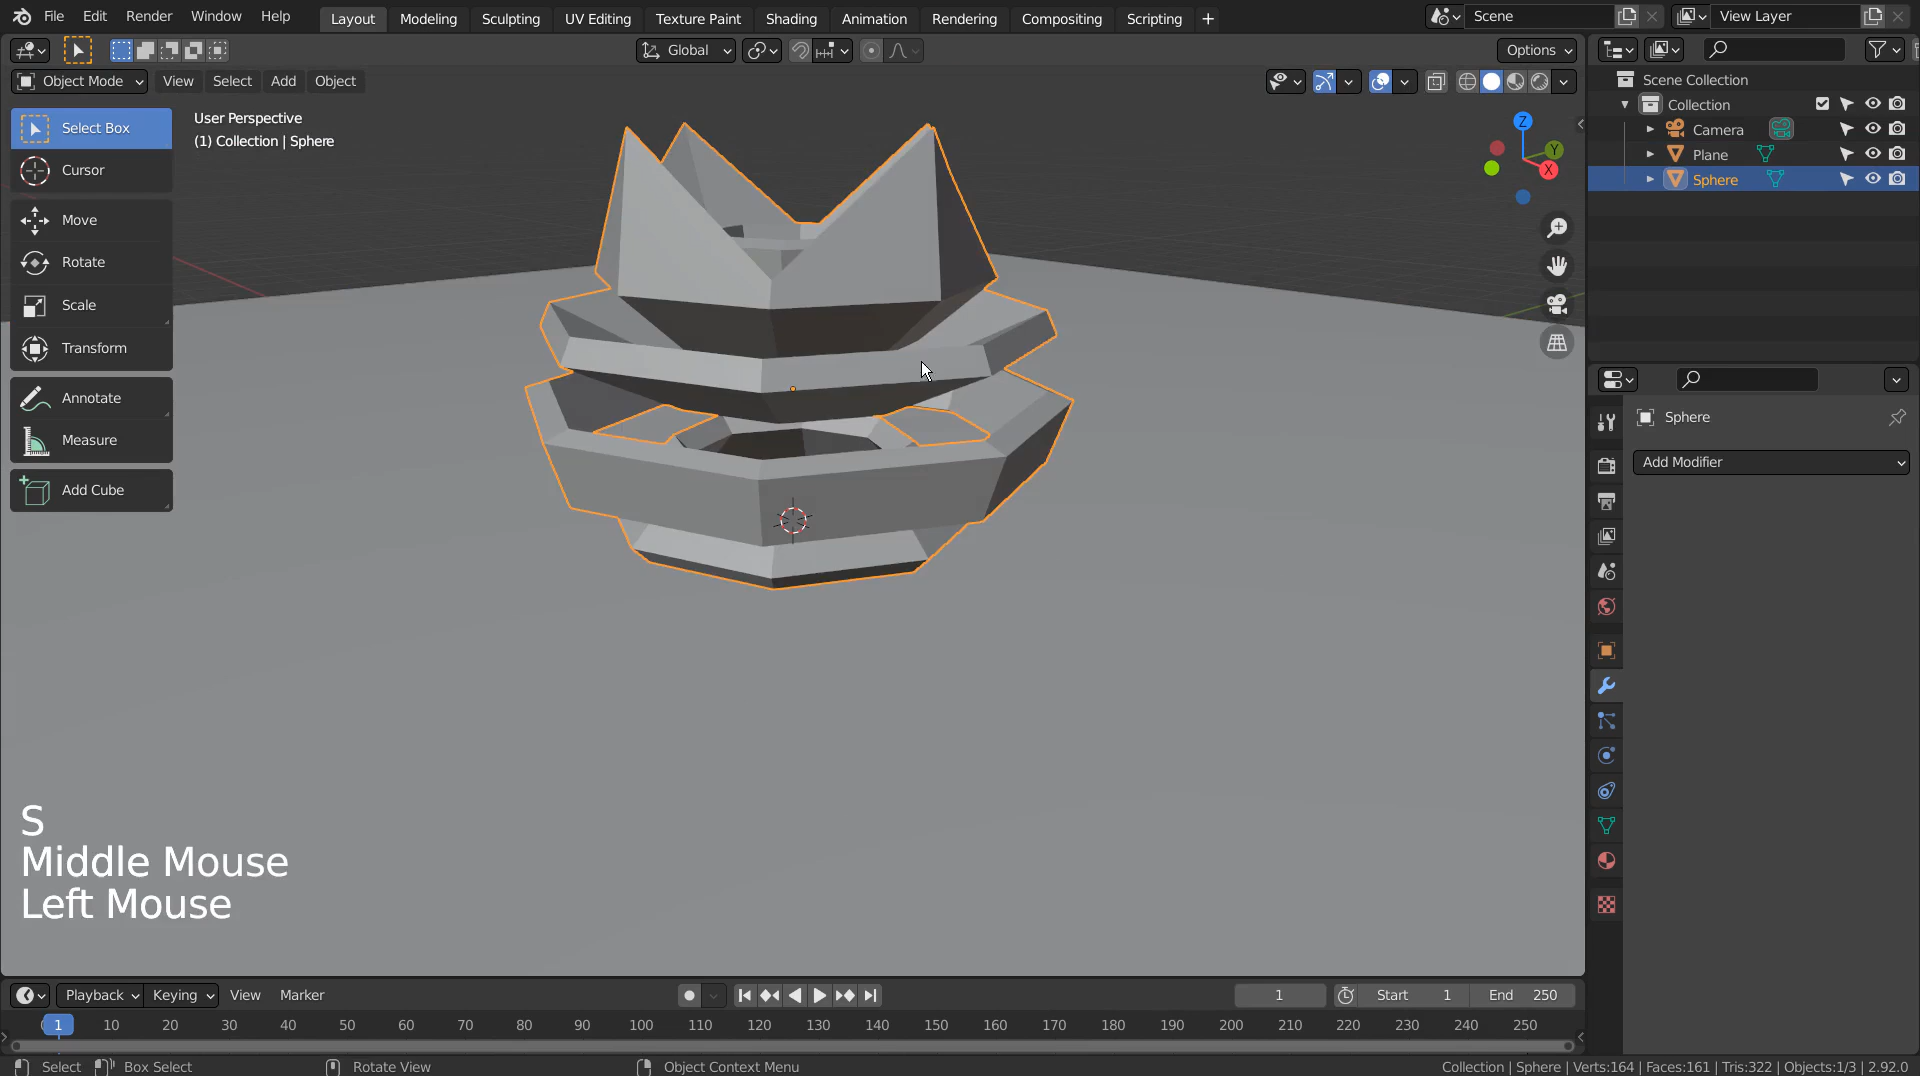 File Edit Render Window Help
Layout Modeling Sculpting UV Editing Texture Paint Shading Animation Rendering Compositing Scripting +
Scene
View Layer
Global
Options
Object Mode View Select Add Object
Select Box
Cursor
Move
Rotate
Scale
Transform
Annotate
Measure
Add Cube
User Perspective
(1) Collection | Sphere
Z
Y
X
S
Middle Mouse
Left Mouse
Scene Collection
Collection
Camera
Plane
Sphere
Sphere
Add Modifier
Playback Keying View Marker
1
Start 1
End 250
1 10 20 30 40 50 60 70 80 90 100 110 120 130 140 150 160 170 180 190 200 210 220 230 240 250
Select
Box Select
Rotate View
Object Context Menu
Collection | Sphere | Verts:164 | Faces:161 | Tris:322 | Objects:1/3 | 2.92.0